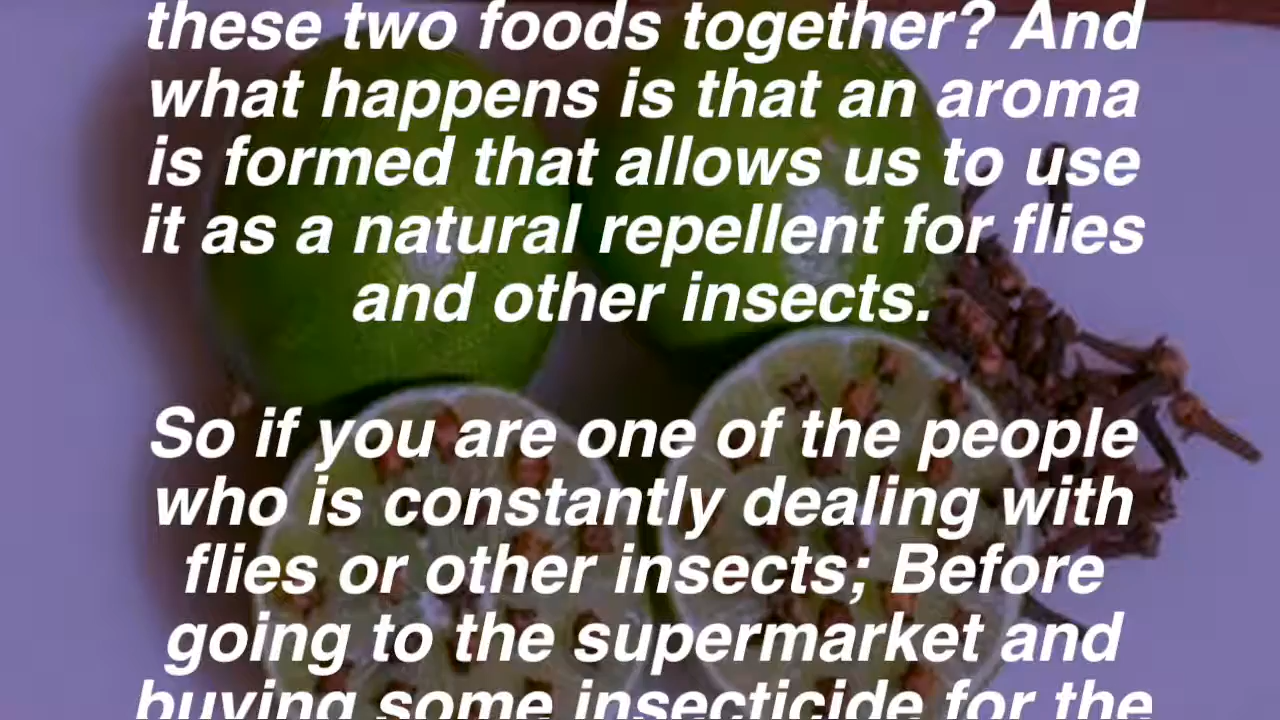 these two foods together? And
what happens is that an aroma
is formed that allows us to use
it as a natural repellent for flies
and other insects.
So if you are one of the people
who is constantly dealing with
flies or other insects; Before
going to the supermarket and
buying some insecticide for the